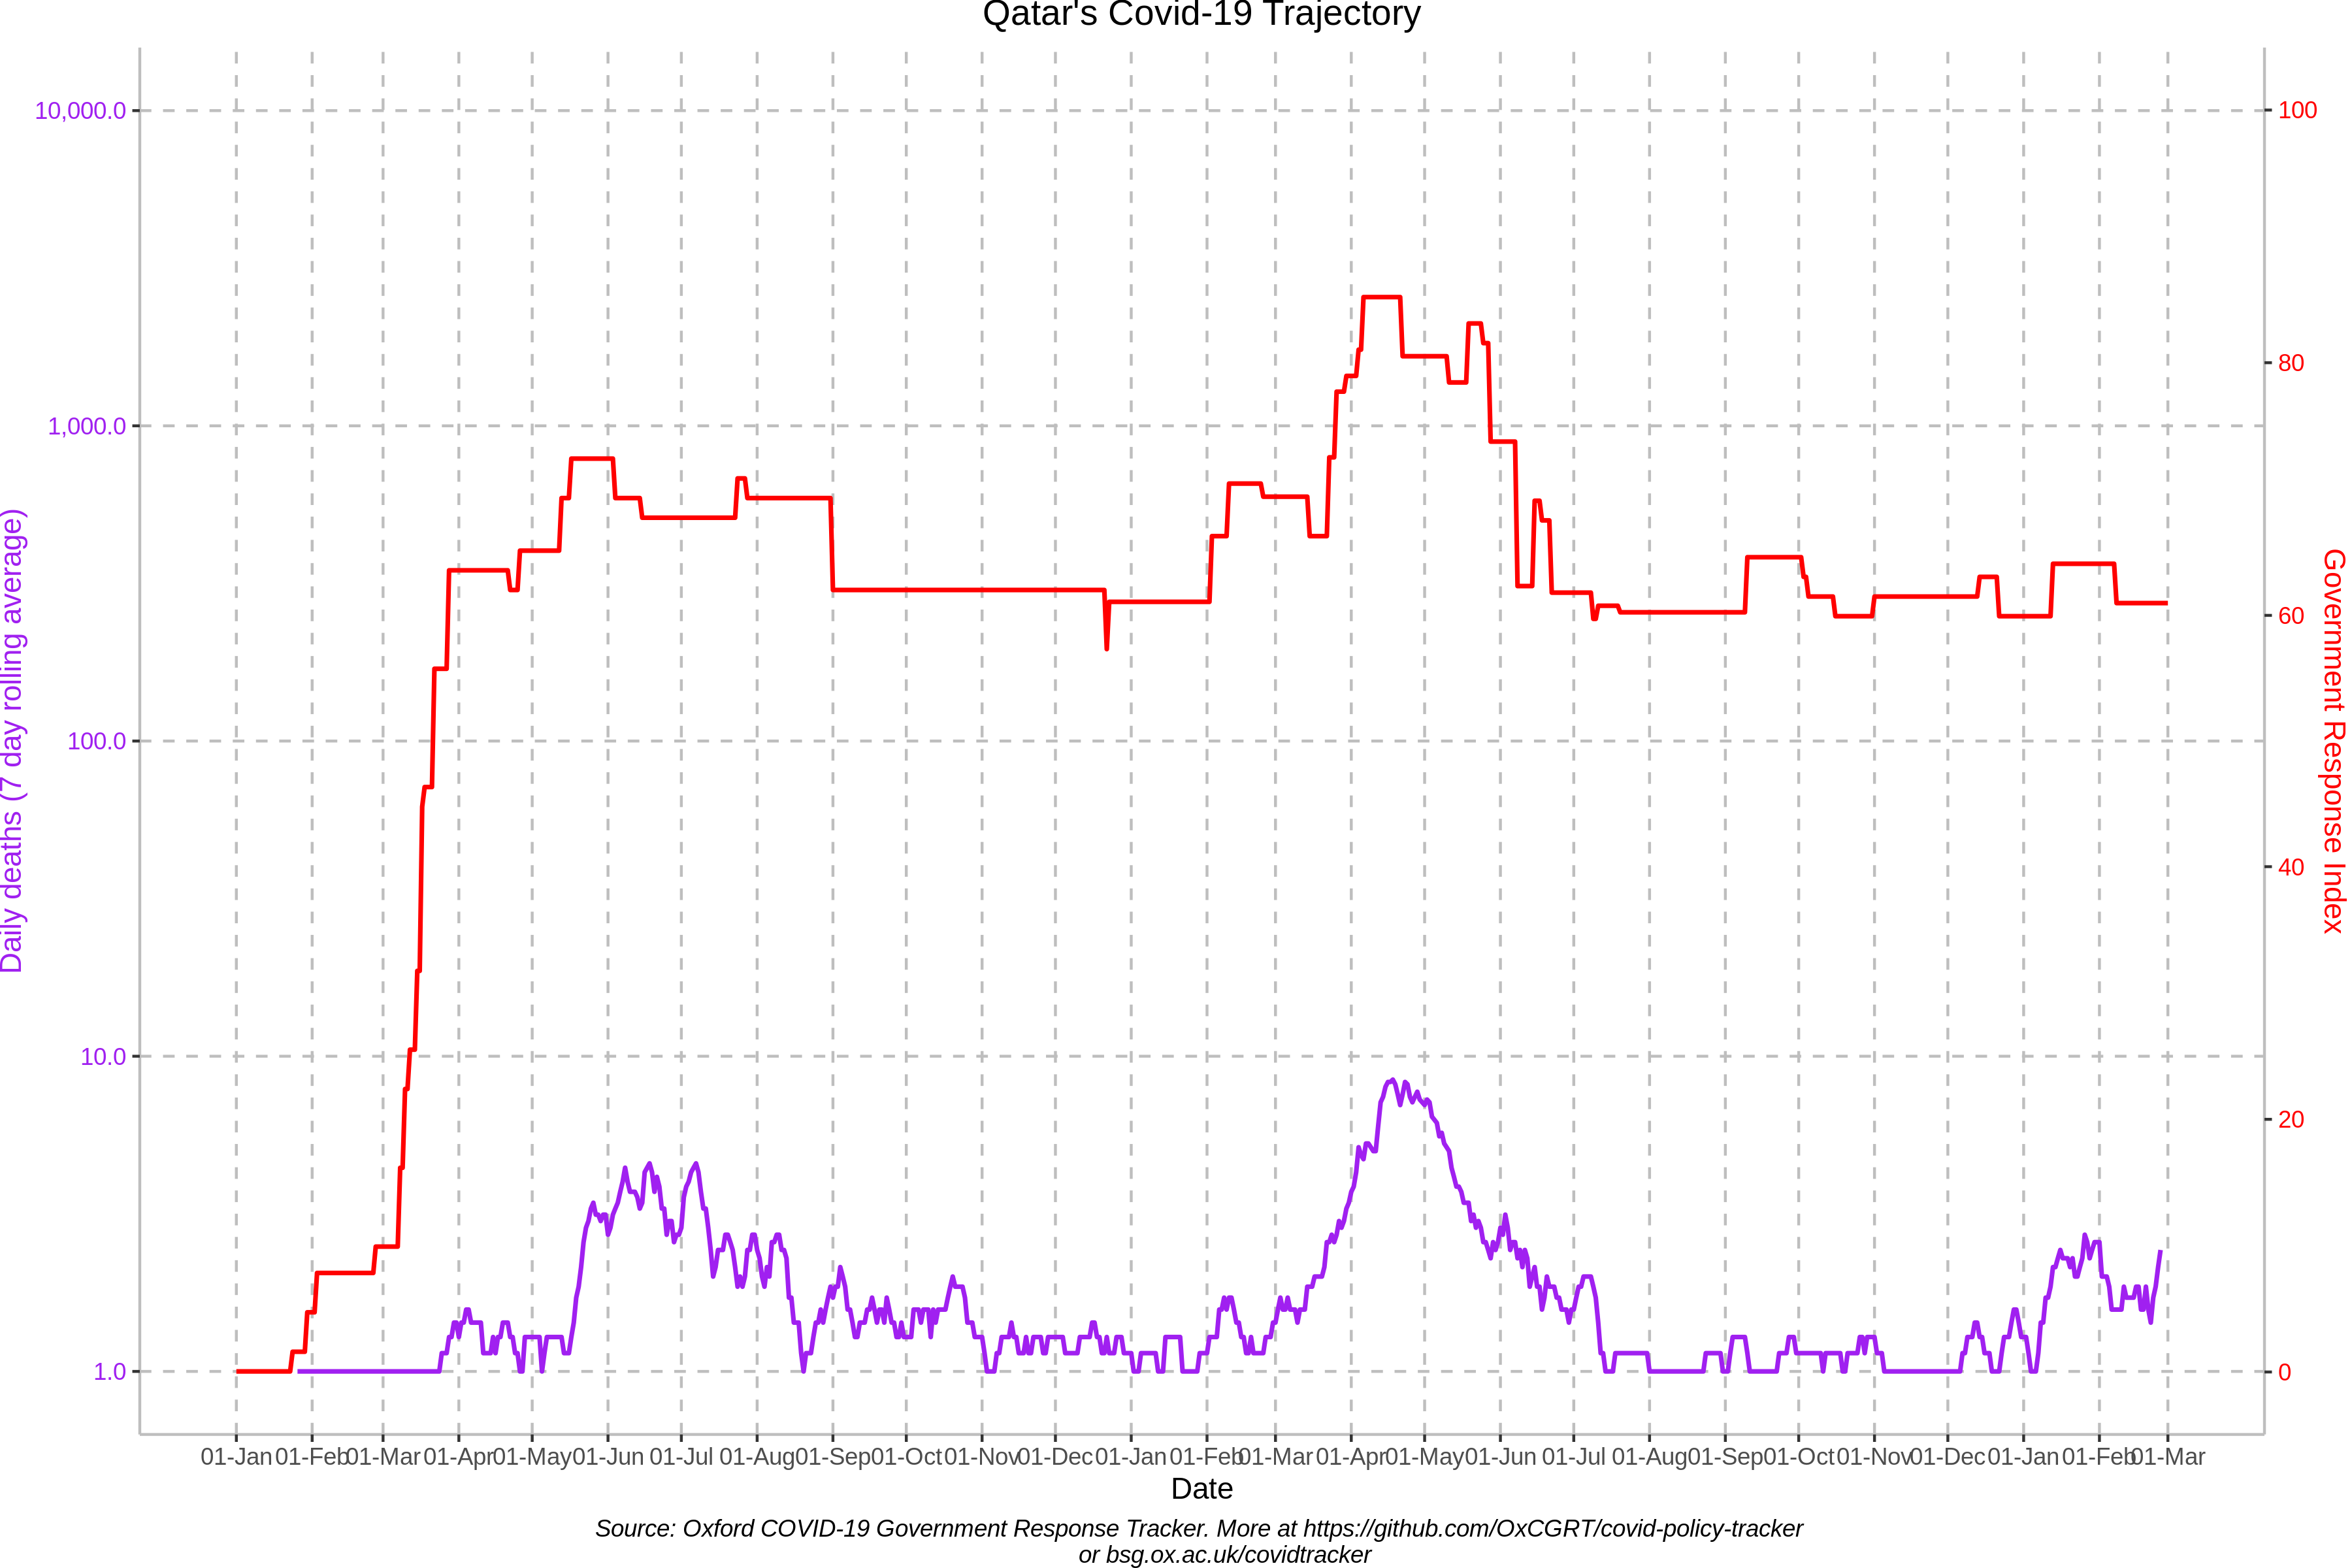 Qatar's Covid-19 Trajectory
10,000.0
1,000.0
100.0
10.0
1.0
Daily deaths (7 day rolling average)
100
80
60
40
20
0
Government Response Index
01-Jan 01-Feb 01-Mar 01-Apr 01-May 01-Jun 01-Jul 01-Aug 01-Sep 01-Oct 01-Nov 01-Dec 01-Jan 01-Feb 01-Mar 01-Apr 01-May 01-Jun 01-Jul 01-Aug 01-Sep 01-Oct 01-Nov 01-Dec 01-Jan 01-Feb 01-Mar
Date
Source: Oxford COVID-19 Government Response Tracker. More at https://github.com/OxCGRT/covid-policy-tracker
or bsg.ox.ac.uk/covidtracker